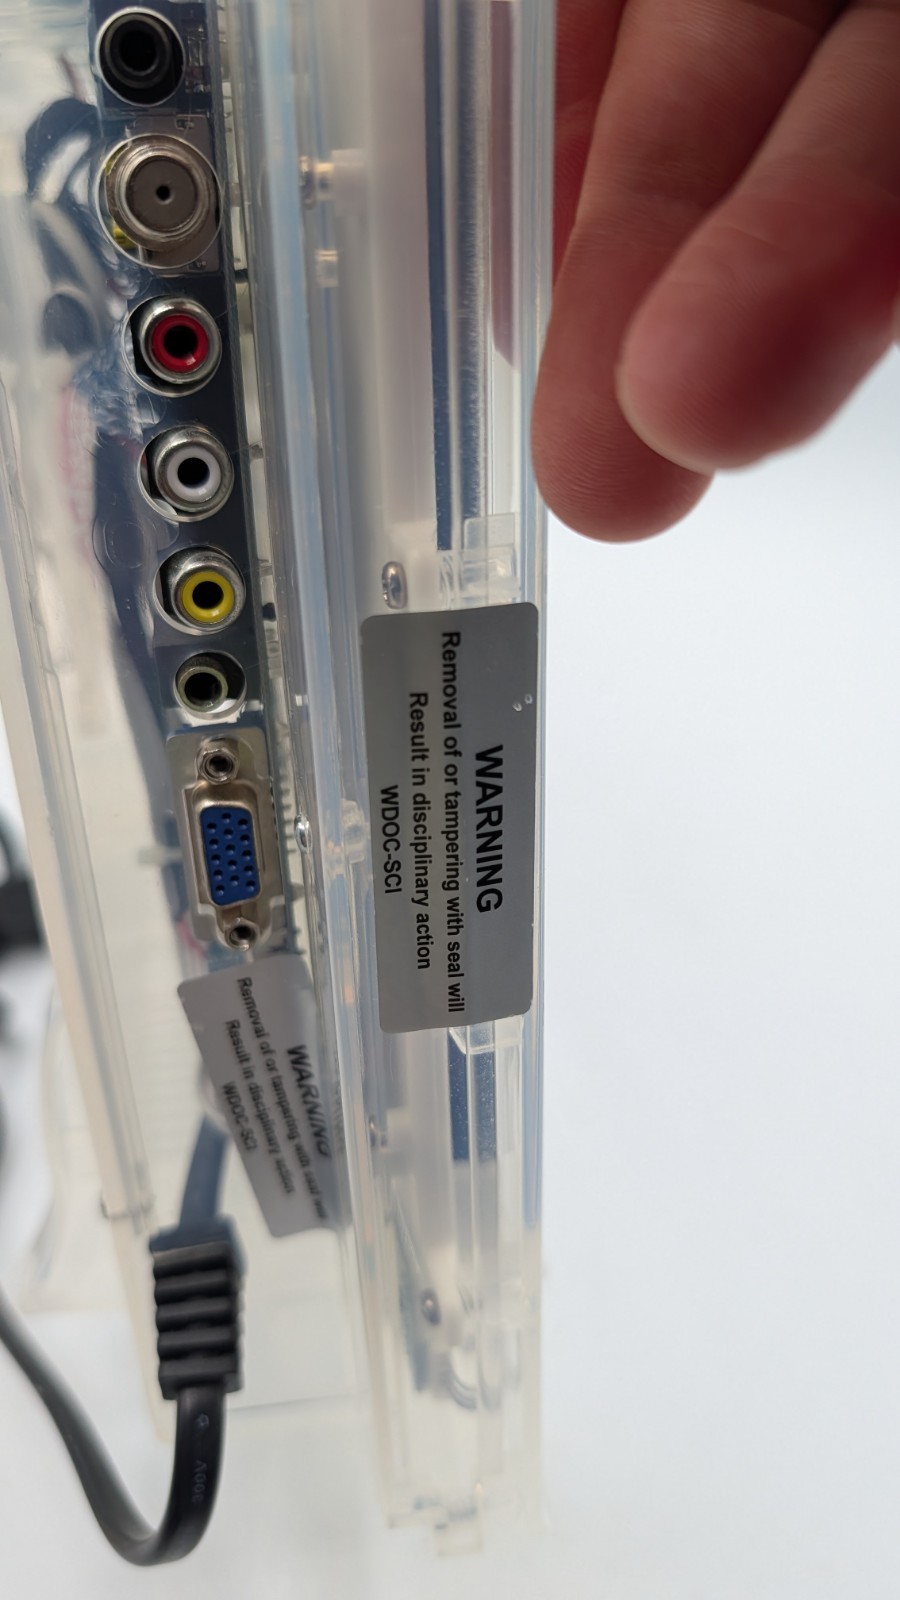 WARNING
Removal of or tampering with seal will
Result in disciplinary action
WDOC-SCI
WARNING
Removal of or tampering with seal will
Result in disciplinary action
WDOC-SCI
300V